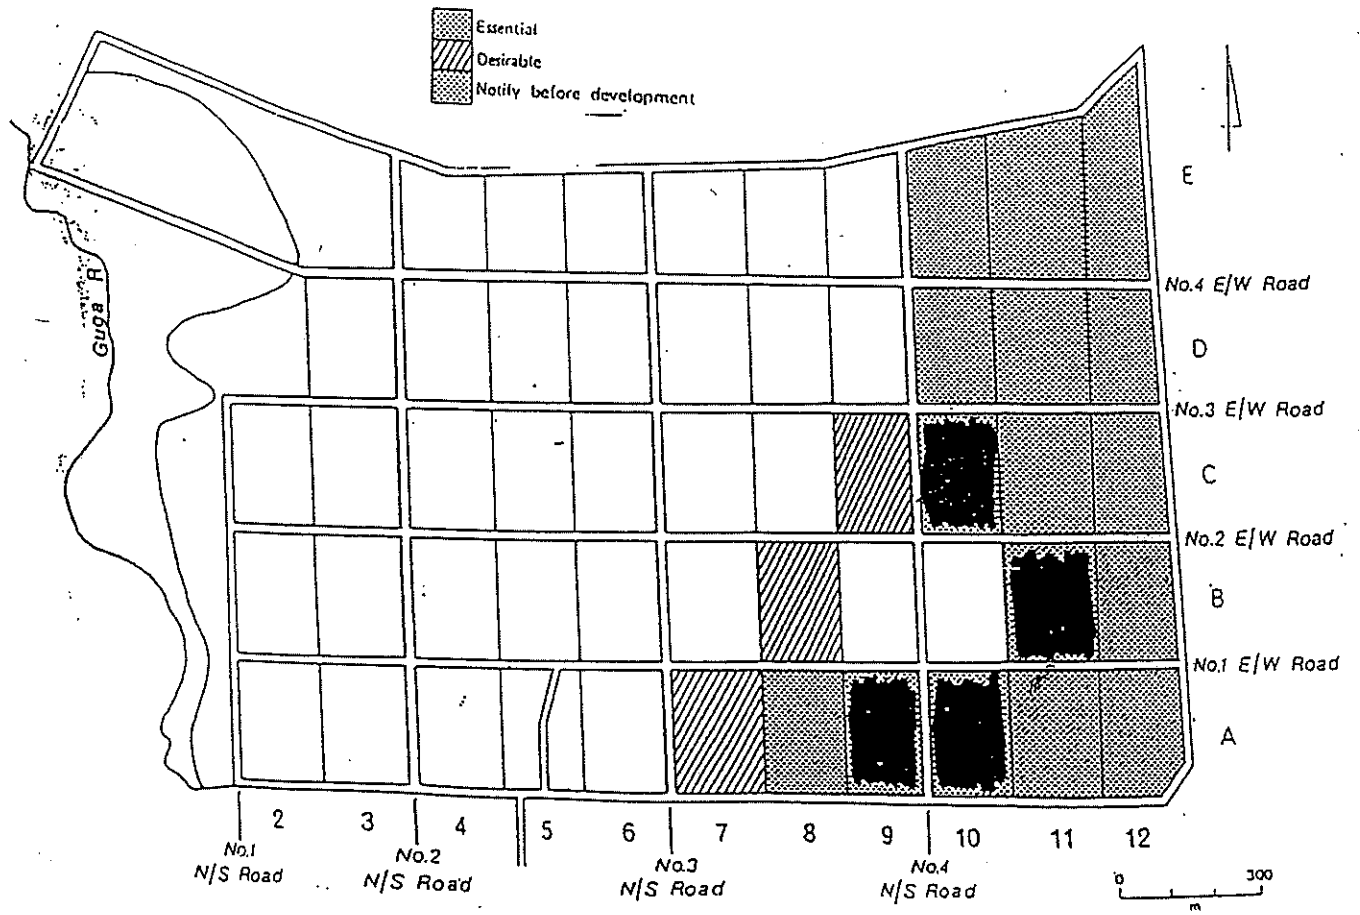 Essential
Desirable
Notify before development
E
No.4 E/W Road
D
No.3 E/W Road
C
No.2 E/W Road
B
No.1 E/W Road
A
Guga R
2 3 4 5 6 7 8 9 10 11 12
No.1
N/S Road
No.2
N/S Road
No.3
N/S Road
No.4
N/S Road
0 300
m